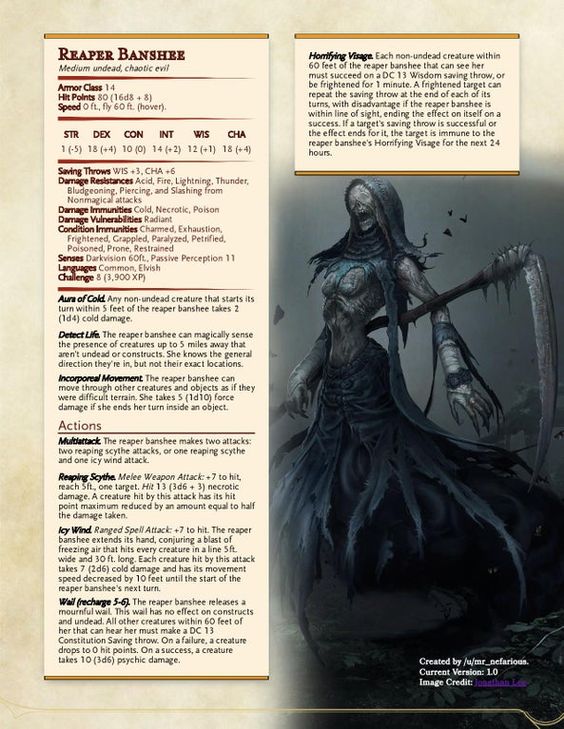 Reaper Banshee
Medium undead, chaotic evil
Armor Class 14
Hit Points 80 (16d8 + 8)
Speed 0 ft., fly 60 ft. (hover).
STR DEX CON INT WIS CHA
1 (-5) 18 (+4) 10 (0) 14 (+2) 12 (+1) 18 (+4)
Saving Throws WIS +3, CHA +6
Damage Resistances Acid, Fire, Lightning, Thunder,
Bludgeoning, Piercing, and Slashing from
Nonmagical attacks
Damage Immunities Cold, Necrotic, Poison
Damage Vulnerabilities Radiant
Condition Immunities Charmed, Exhaustion,
Frightened, Grappled, Paralyzed, Petrified,
Poisoned, Prone, Restrained
Senses Darkvision 60ft., Passive Perception 11
Languages Common, Elvish
Challenge 8 (3,900 XP)
Aura of Cold. Any non-undead creature that starts its
turn within 5 feet of the reaper banshee takes 2
(1d4) cold damage.
Detect Life. The reaper banshee can magically sense
the presence of creatures up to 5 miles away that
aren't undead or constructs. She knows the general
direction they're in, but not their exact locations.
Incorporeal Movement. The reaper banshee can
move through other creatures and objects as if they
were difficult terrain. She takes 5 (1d10) force
damage if she ends her turn inside an object.
Actions
Multiattack. The reaper banshee makes two attacks:
two reaping scythe attacks, or one reaping scythe
and one icy wind attack.
Reaping Scythe. Melee Weapon Attack: +7 to hit,
reach 5ft., one target. Hit 13 (3d6 + 3) necrotic
damage. A creature hit by this attack has its hit
point maximum reduced by an amount equal to half
the damage taken.
Icy Wind. Ranged Spell Attack: +7 to hit. The reaper
banshee extends its hand, conjuring a blast of
freezing air that hits every creature in a line 5ft.
wide and 30 ft. long. Each creature hit by this attack
takes 7 (2d6) cold damage and has its movement
speed decreased by 10 feet until the start of the
reaper banshee's next turn.
Wail (recharge 5-6). The reaper banshee releases a
mournful wail. This wail has no effect on constructs
and undead. All other creatures within 60 feet of
her that can hear her must make a DC 13
Constitution Saving throw. On a failure, a creature
drops to 0 hit points. On a success, a creature
takes 10 (3d6) psychic damage.
Horrifying Visage. Each non-undead creature within
60 feet of the reaper banshee that can see her
must succeed on a DC 13 Wisdom saving throw, or
be frightened for 1 minute. A frightened target can
repeat the saving throw at the end of each of its
turns, with disadvantage if the reaper banshee is
within line of sight, ending the effect on itself on a
success. If a target's saving throw is successful or
the effect ends for it, the target is immune to the
reaper banshee's Horrifying Visage for the next 24
hours.
Created by /u/mr_nefarious.
Current Version: 1.0
Image Credit: Jonathan Lee